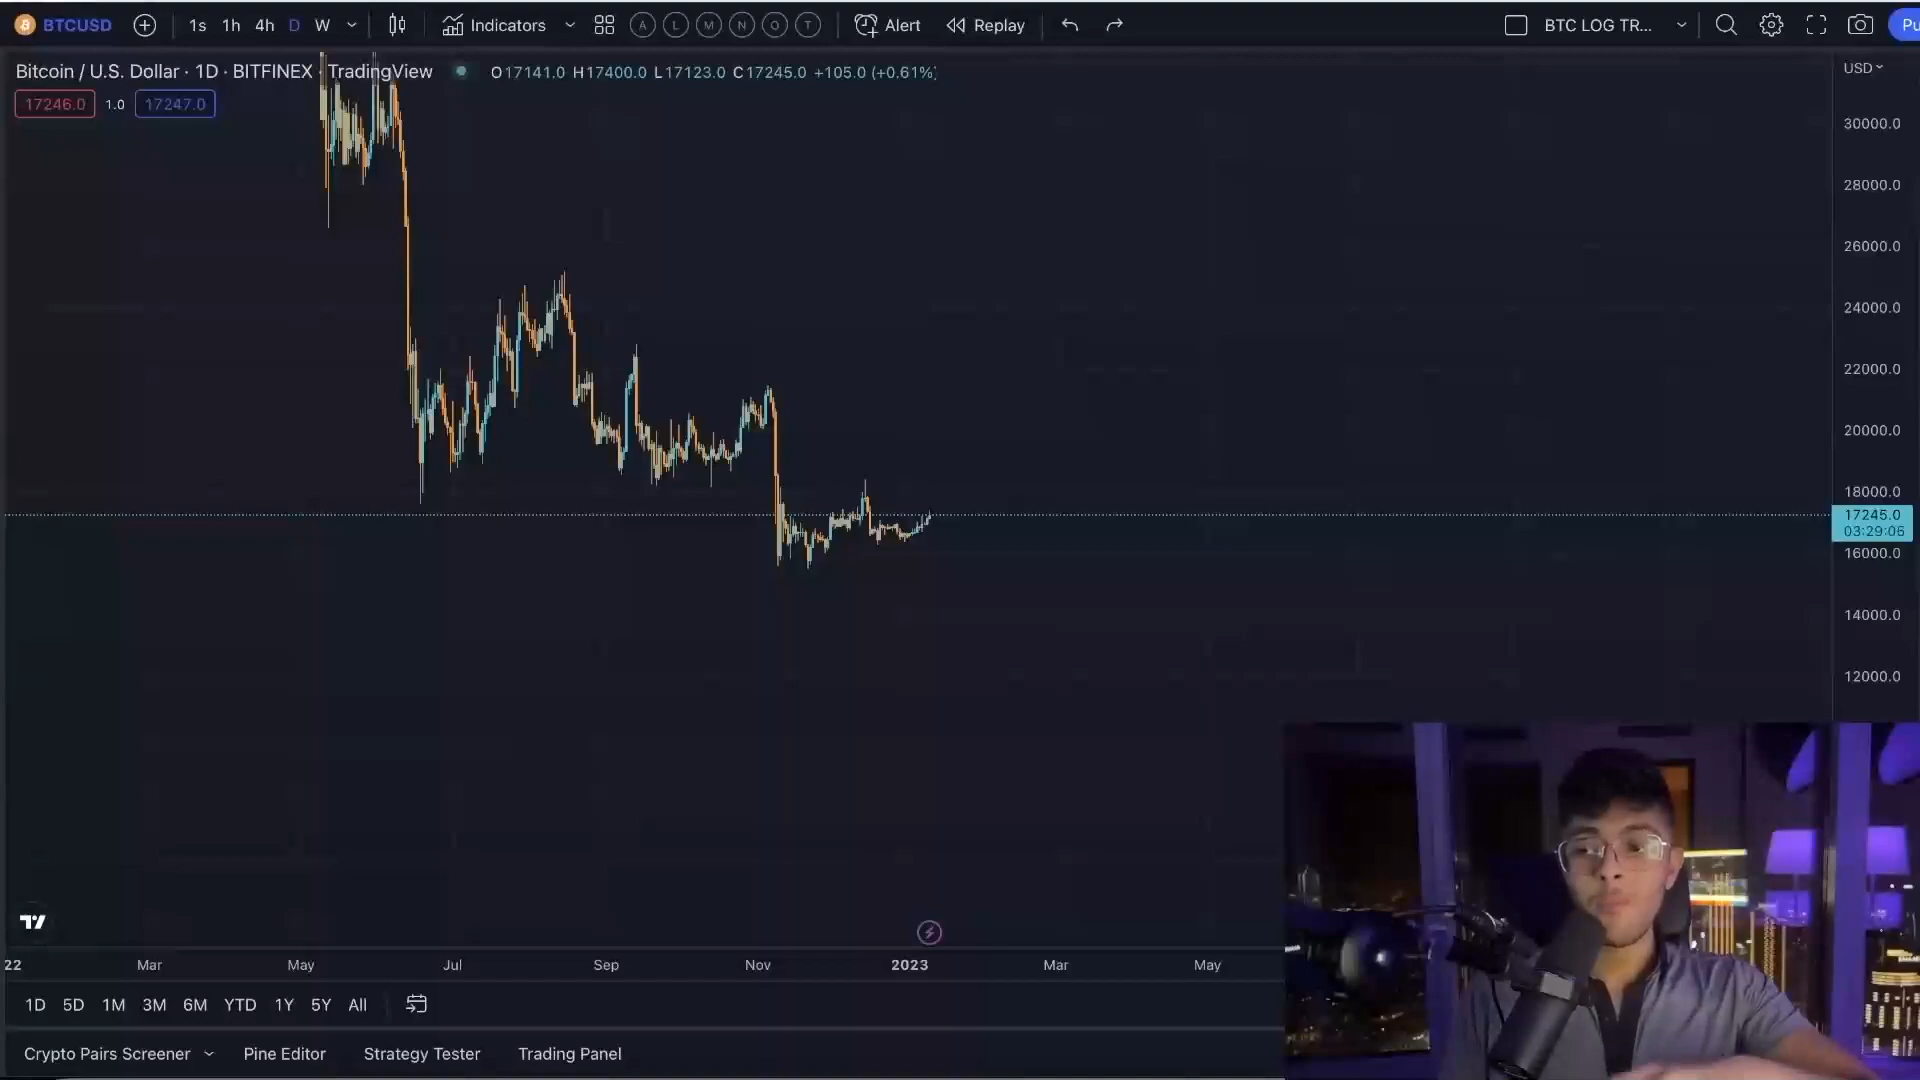 BTCUSD 1s 1h 4h D W Indicators A L M N O T Alert Replay BTC LOG TR... Pu
Bitcoin / U.S. Dollar · 1D · BITFINEX · TradingView O17141.0 H17400.0 L17123.0 C17245.0 +105.0 (+0.61%)
USD
17246.0 1.0 17247.0
30000.0
28000.0
26000.0
24000.0
22000.0
20000.0
18000.0
17245.0
03:29:06
16000.0
14000.0
12000.0
22 Mar May Jul Sep Nov 2023 Mar May
1D 5D 1M 3M 6M YTD 1Y 5Y All
Crypto Pairs Screener Pine Editor Strategy Tester Trading Panel